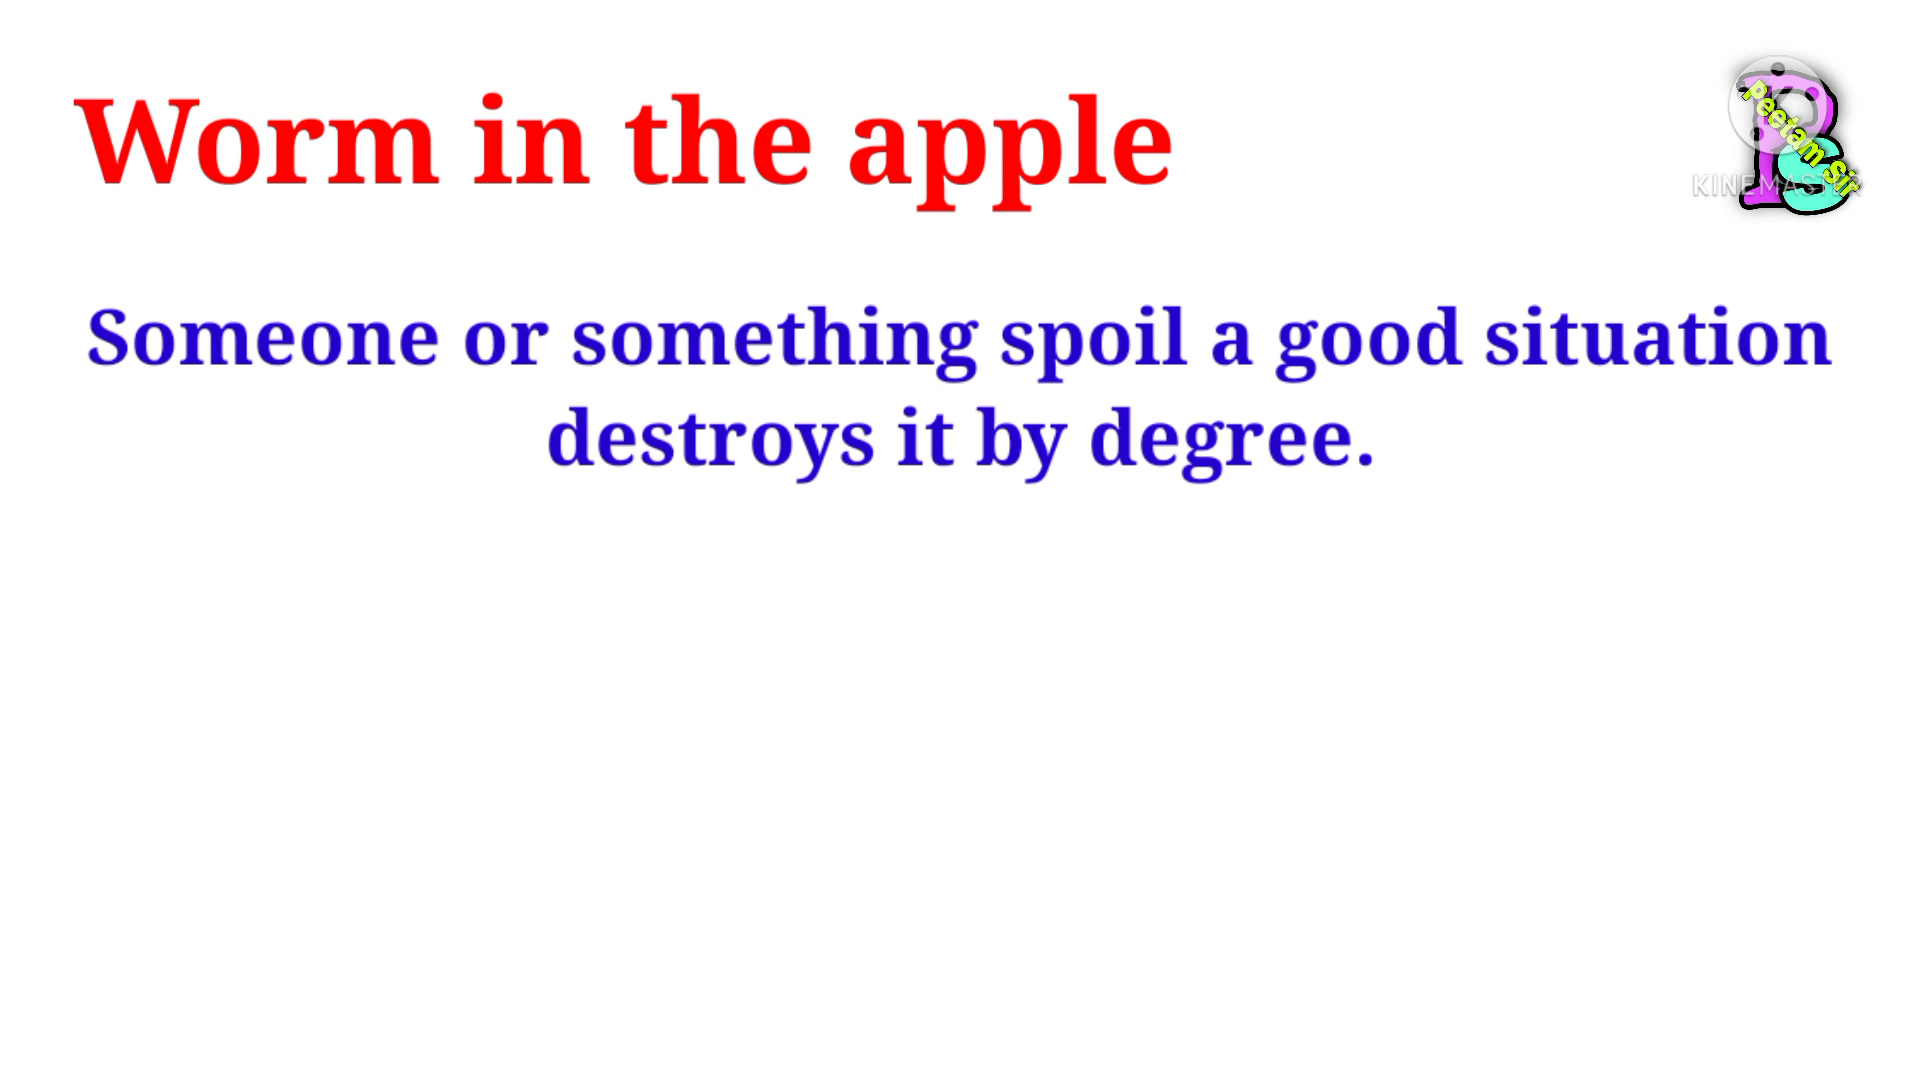 Worm in the apple
Peetam Sir
KINEMASTER
Someone or something spoil a good situation
destroys it by degree.